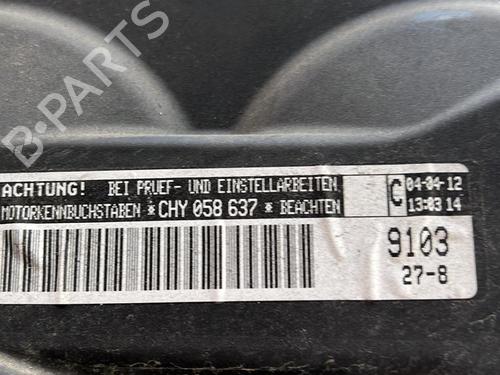 B-PARTS
ACHTUNG! BEI PRUEF- UND EINSTELLARBEITEN C 04-04-12
MOTORKENNBUCHSTABEN *CHY 058 637* BEACHTEN 13:03 14
9103
27-8